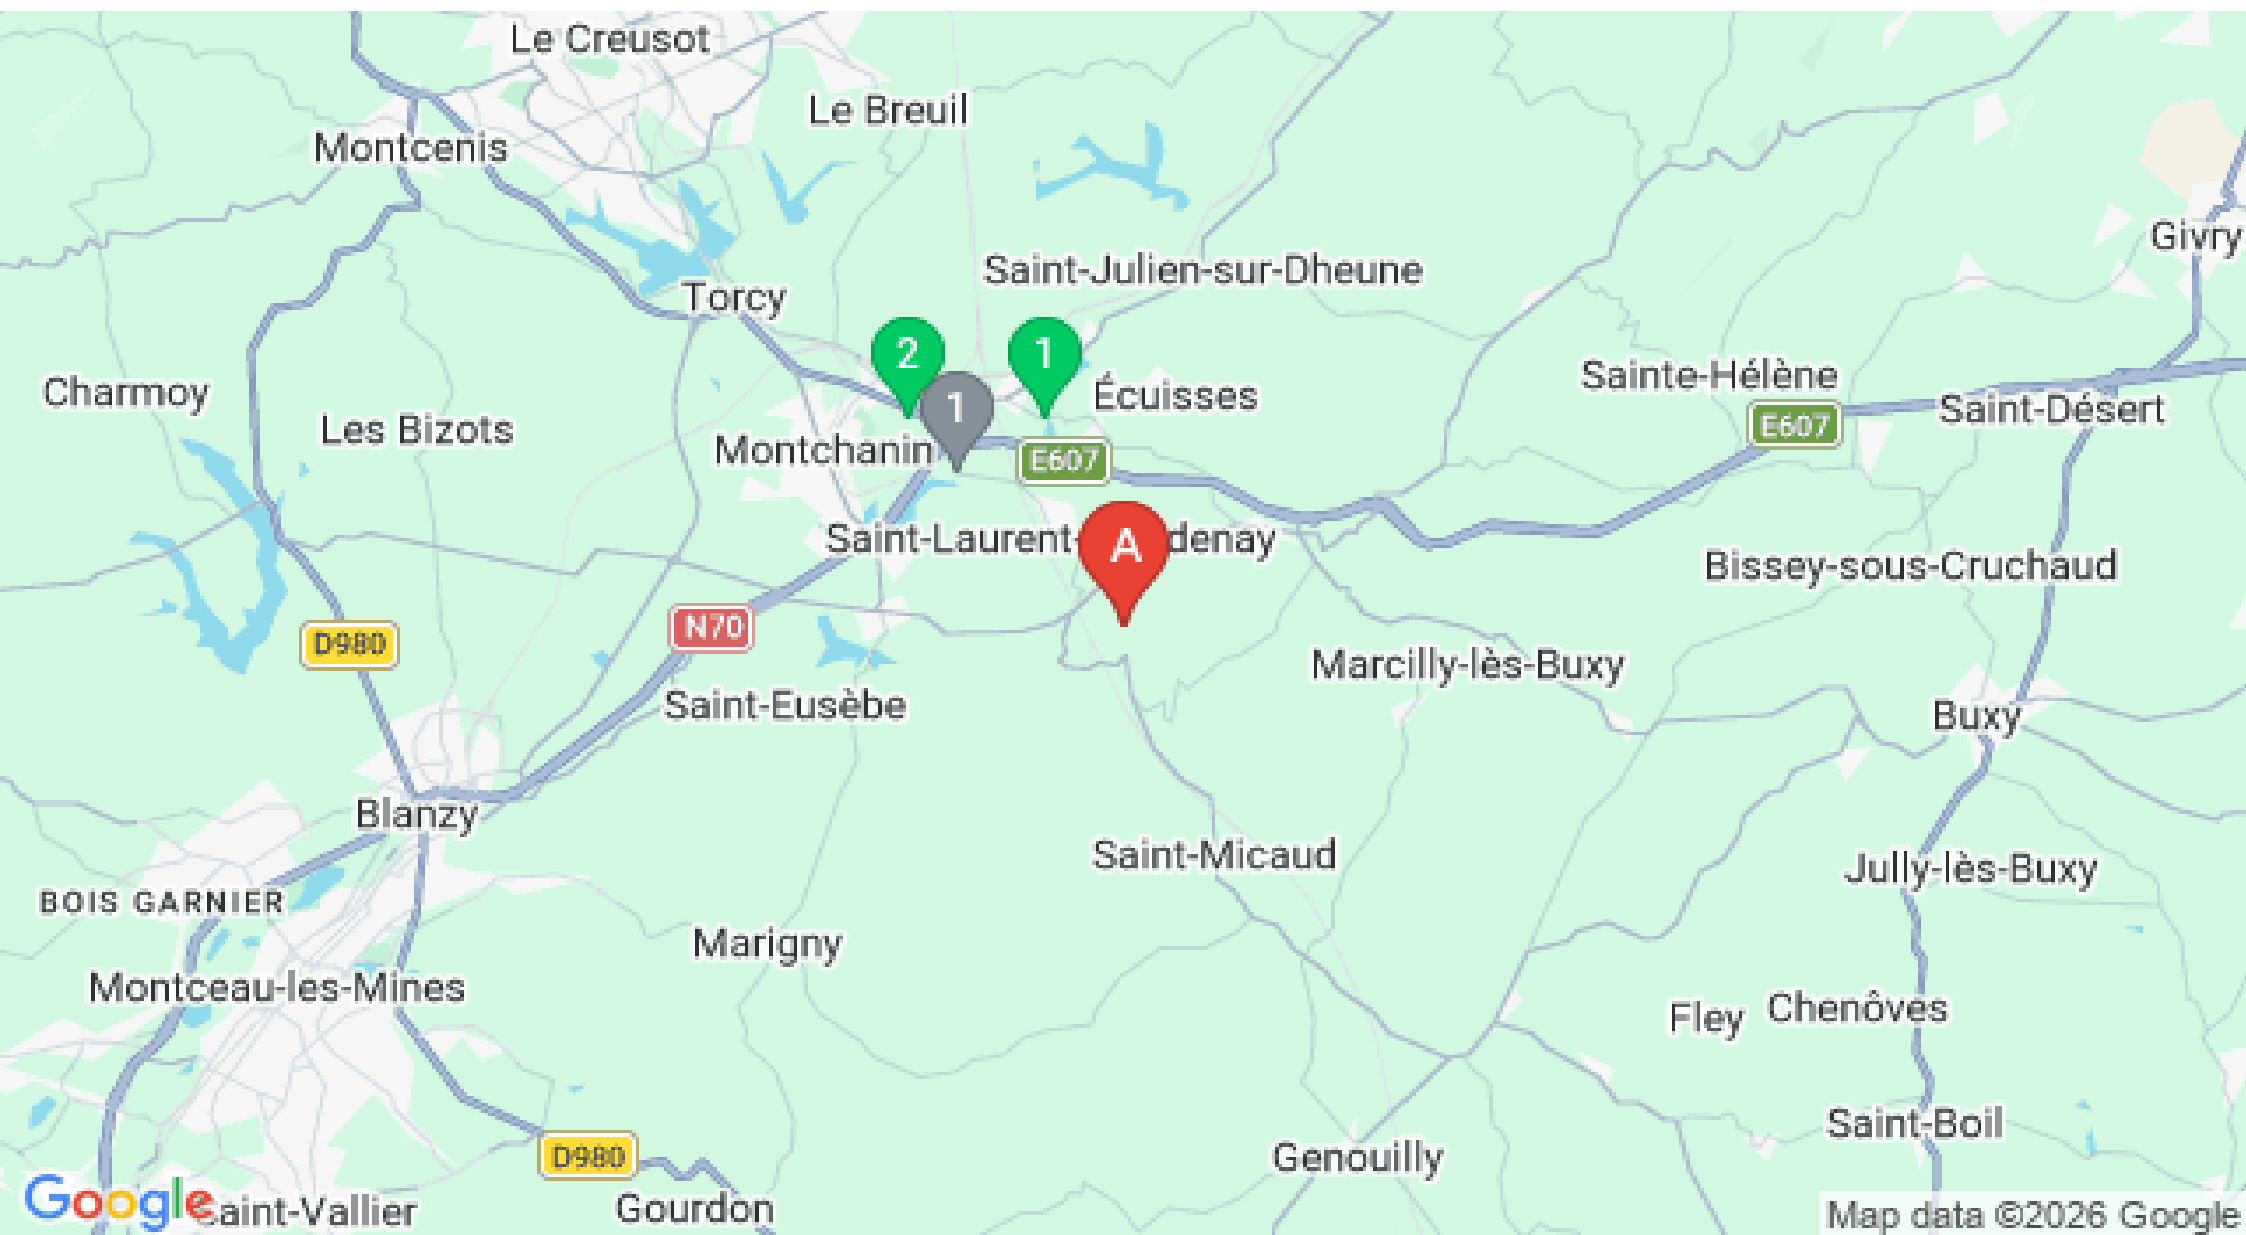 Le Creusot
Le Breuil
Montcenis
Givry
Saint-Julien-sur-Dheune
Torcy
2
1
Sainte-Hélène
Charmoy
Écuisses
1
Saint-Désert
Les Bizots
E607
Montchanin
E607
Saint-Laurent-
denay
A
Bissey-sous-Cruchaud
N70
D980
Marcilly-lès-Buxy
Saint-Eusèbe
Buxy
Blanzy
Saint-Micaud
Jully-lès-Buxy
BOIS GARNIER
Marigny
Montceau-les-Mines
Chenôves
Fley
Saint-Boil
D980
Genouilly
Google
Saint-Vallier
Gourdon
Map data ©2026 Google